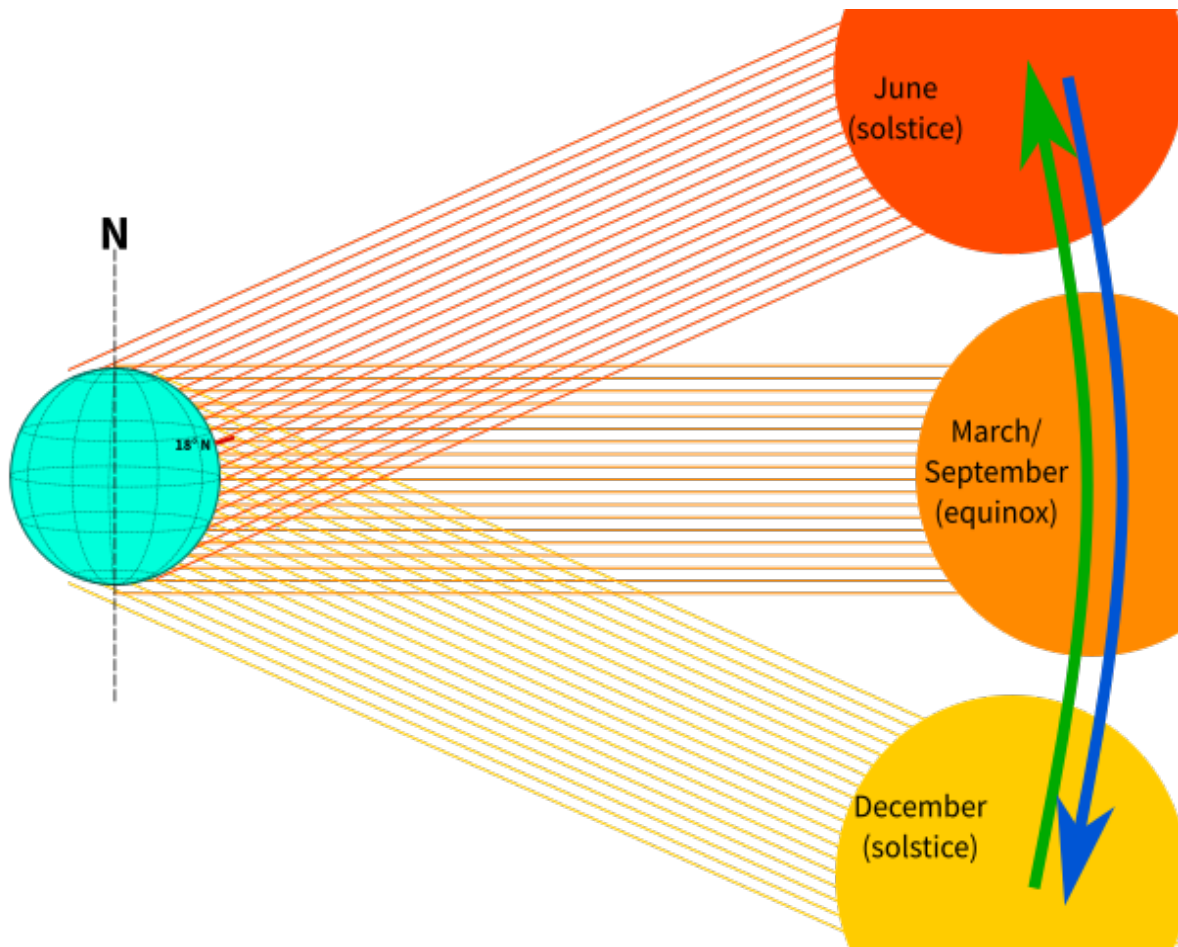 June
(solstice)
N
18° N
March/
September
(equinox)
December
(solstice)